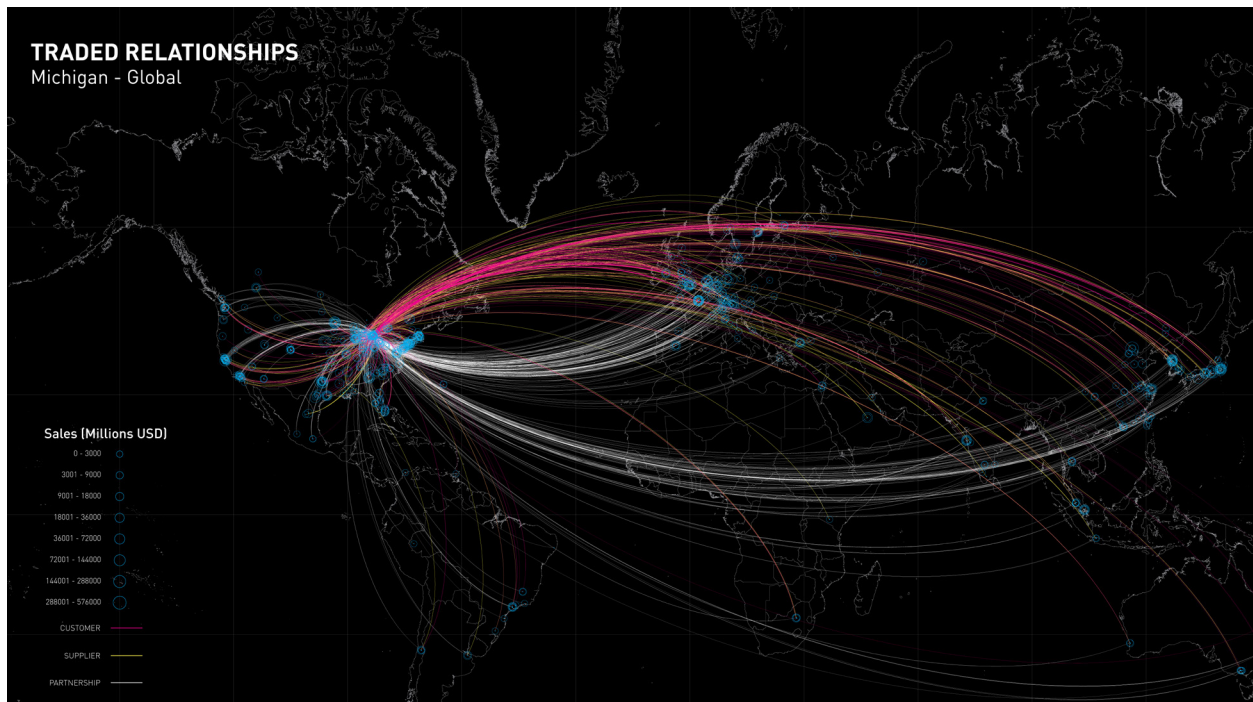 TRADED RELATIONSHIPS
Michigan - Global
Sales (Millions USD)
0 - 3000
3001 - 9000
9001 - 18000
18001 - 36000
36001 - 72000
72001 - 144000
144001 - 288000
288001 - 576000
CUSTOMER
SUPPLIER
PARTNERSHIP